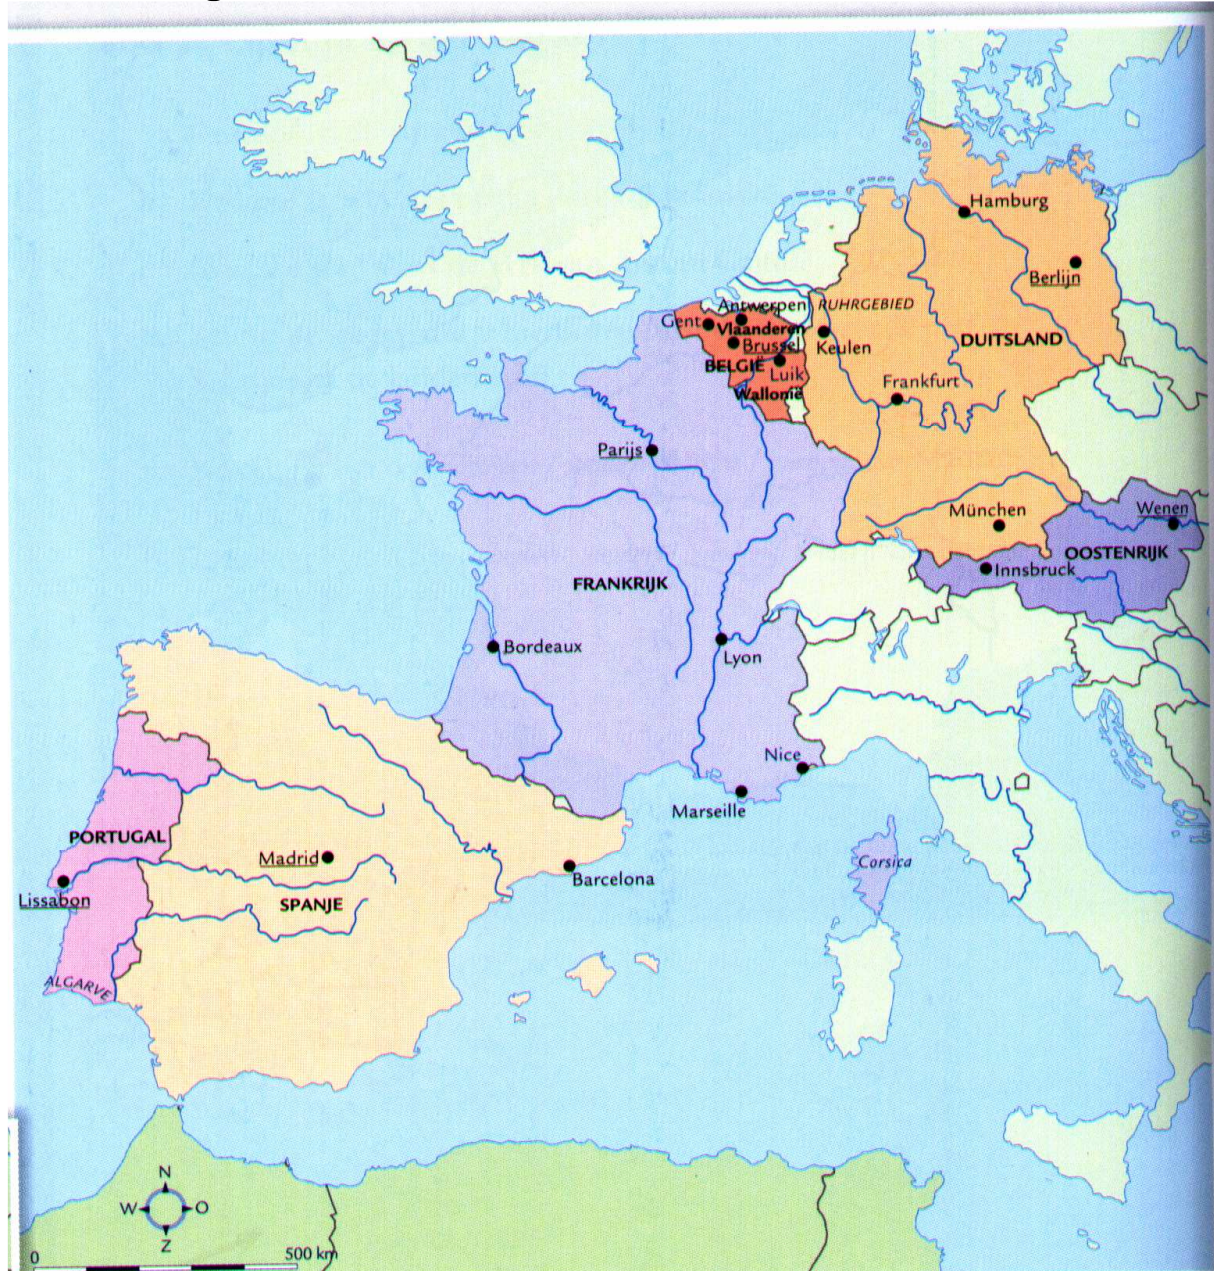 Hamburg
Berlijn
RUHRGEBIED
Antwerpen
Gent
Vlaanderen
Brussel
Keulen
DUITSLAND
BELGIË
Luik
Frankfurt
Wallonië
Parijs
München
Wenen
OOSTENRIJK
Innsbruck
FRANKRIJK
Bordeaux
Lyon
Nice
Marseille
PORTUGAL
Madrid
Corsica
Barcelona
Lissabon
SPANJE
ALGARVE
N
W O
Z
0 500 km